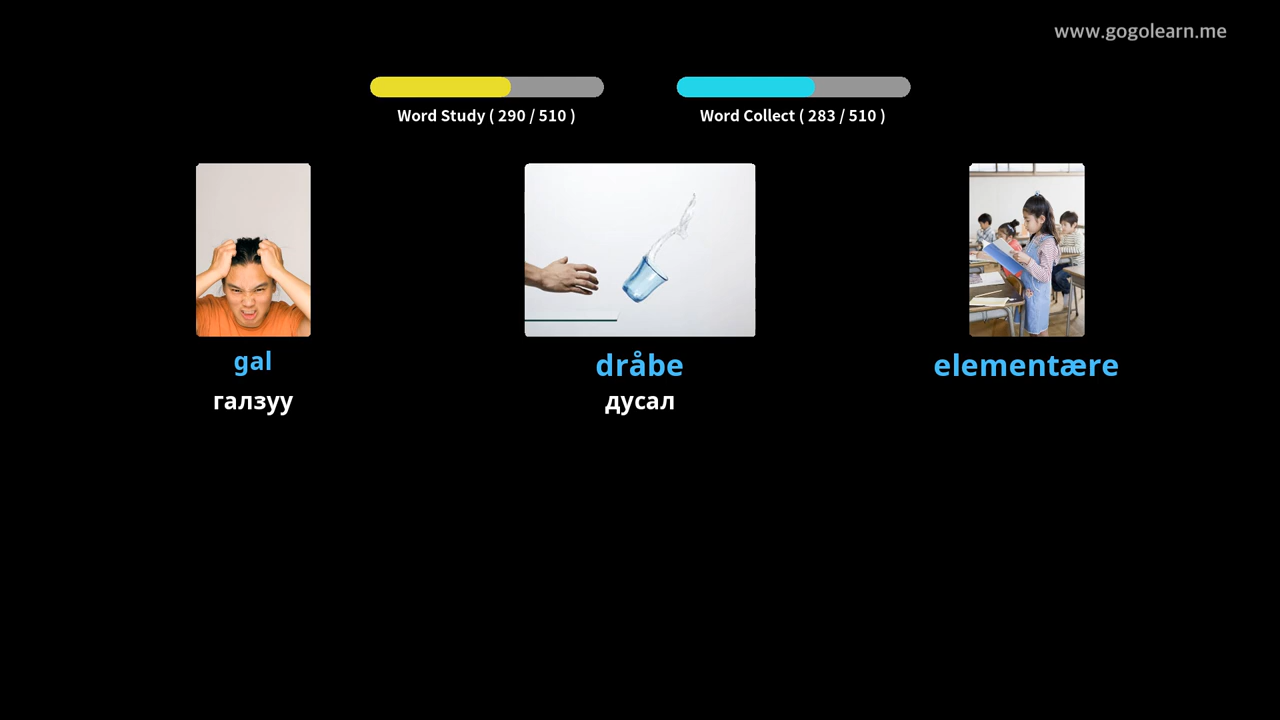 www.gogolearn.me
Word Study ( 290 / 510 )
Word Collect ( 283 / 510 )
gal
галзуу
dråbe
дусал
elementære